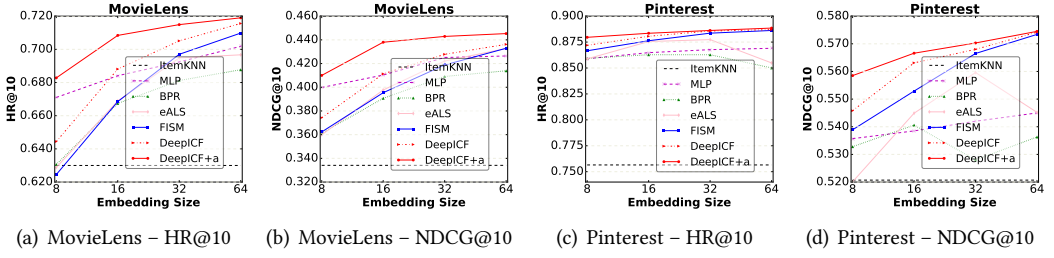 MovieLens
0.720
0.700
0.680
0.660
0.640
0.620
HR@10
8 16 32 64
Embedding Size
ItemKNN
MLP
BPR
eALS
FISM
DeepICF
DeepICF+a
(a) MovieLens – HR@10
MovieLens
0.460
0.440
0.420
0.400
0.380
0.360
0.340
0.320
NDCG@10
8 16 32 64
Embedding Size
ItemKNN
MLP
BPR
eALS
FISM
DeepICF
DeepICF+a
(b) MovieLens – NDCG@10
Pinterest
0.900
0.875
0.850
0.825
0.800
0.775
0.750
HR@10
8 16 32 64
Embedding Size
ItemKNN
MLP
BPR
eALS
FISM
DeepICF
DeepICF+a
(c) Pinterest – HR@10
Pinterest
0.580
0.570
0.560
0.550
0.540
0.530
0.520
NDCG@10
8 16 32 64
Embedding Size
ItemKNN
MLP
BPR
eALS
FISM
DeepICF
DeepICF+a
(d) Pinterest – NDCG@10